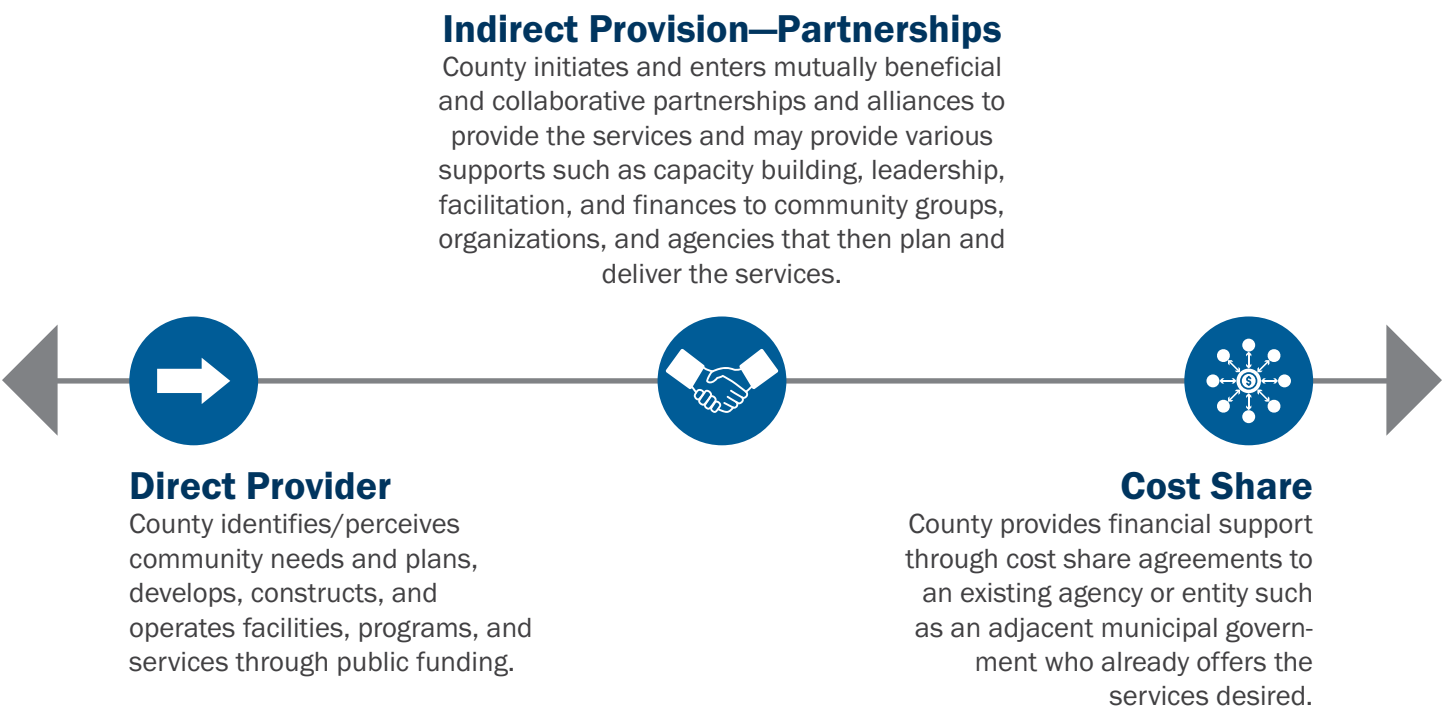 Indirect Provision—Partnerships
County initiates and enters mutually beneficial
and collaborative partnerships and alliances to
provide the services and may provide various
supports such as capacity building, leadership,
facilitation, and finances to community groups,
organizations, and agencies that then plan and
deliver the services.
$
Direct Provider
County identifies/perceives
community needs and plans,
develops, constructs, and
operates facilities, programs, and
services through public funding.
Cost Share
County provides financial support
through cost share agreements to
an existing agency or entity such
as an adjacent municipal govern-
ment who already offers the
services desired.